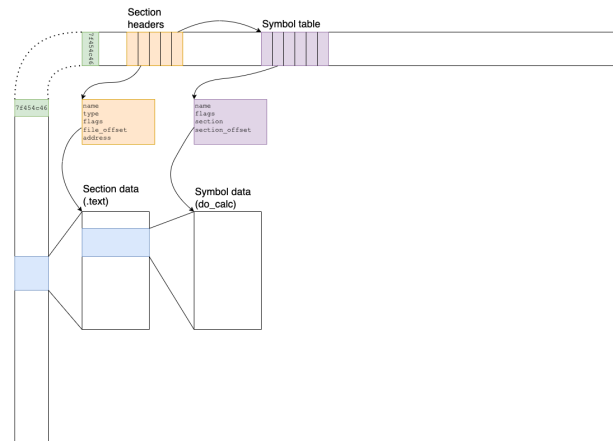 Section
headers
Symbol table
7f454c46
7f454c46
name
type
flags
file_offset
address
name
flags
section
section_offset
Section data
(.text)
Symbol data
(do_calc)